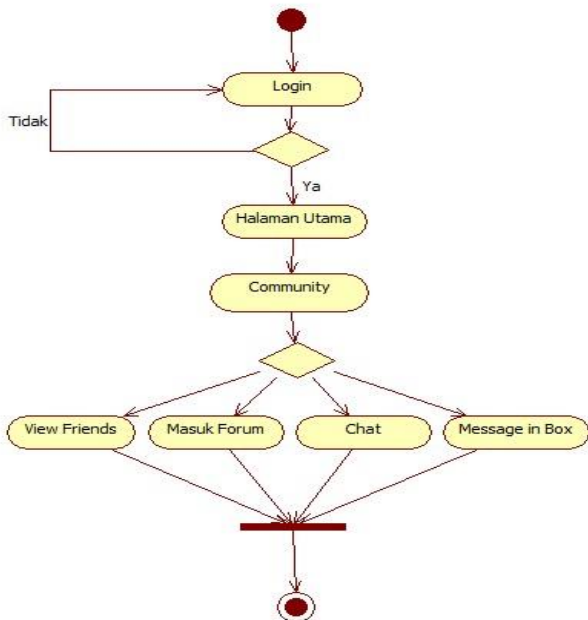 Login
Tidak
Ya
Halaman Utama
Community
View Friends
Masuk Forum
Chat
Message in Box